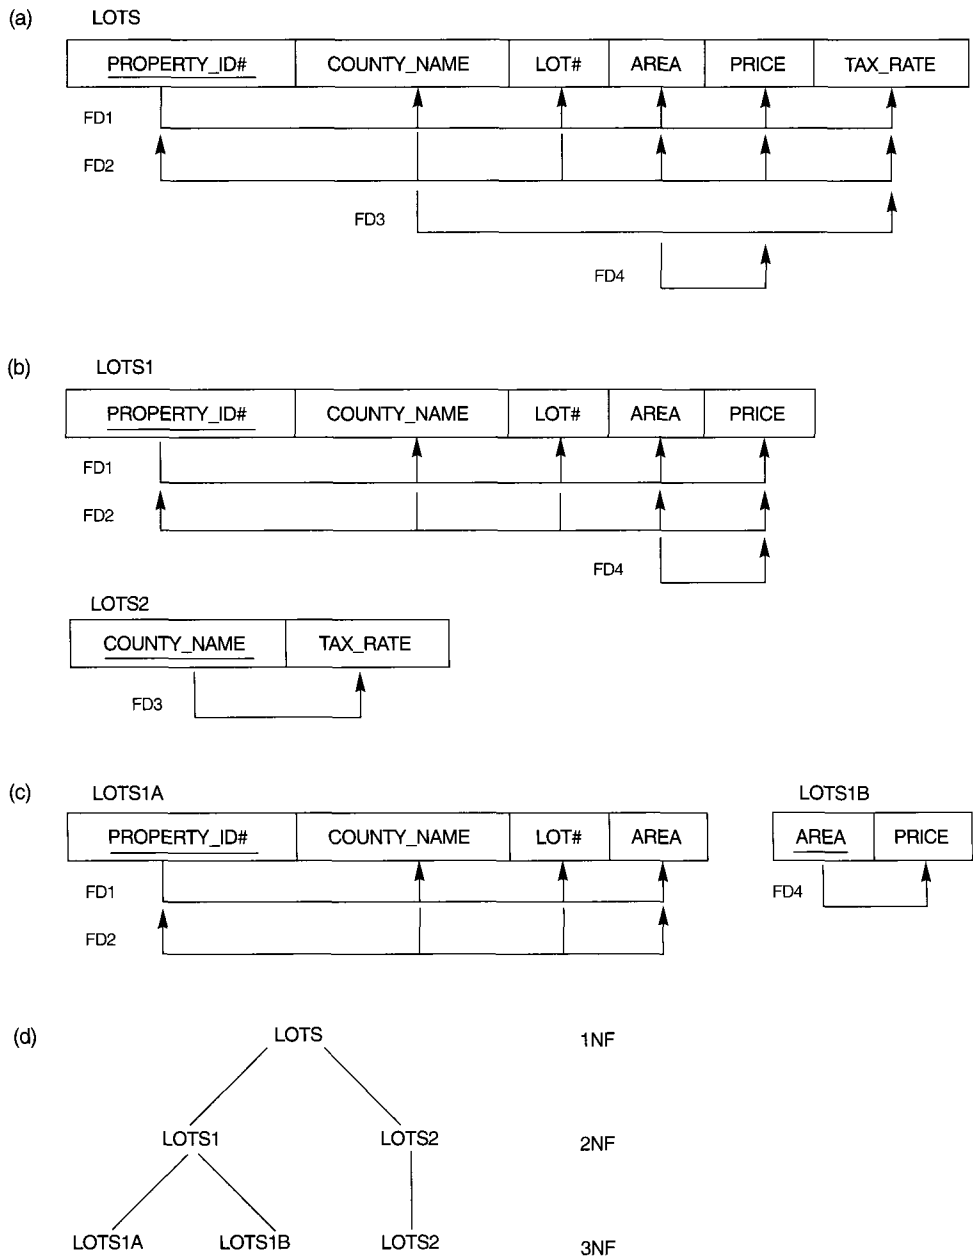 (a) LOTS
PROPERTY_ID# COUNTY_NAME LOT# AREA PRICE TAX_RATE
FD1
FD2
FD3
FD4
(b) LOTS1
PROPERTY_ID# COUNTY_NAME LOT# AREA PRICE
FD1
FD2
FD4
LOTS2
COUNTY_NAME TAX_RATE
FD3
(c) LOTS1A LOTS1B
PROPERTY_ID# COUNTY_NAME LOT# AREA AREA PRICE
FD1 FD4
FD2
(d) LOTS 1NF
LOTS1 LOTS2 2NF
LOTS1A LOTS1B LOTS2 3NF